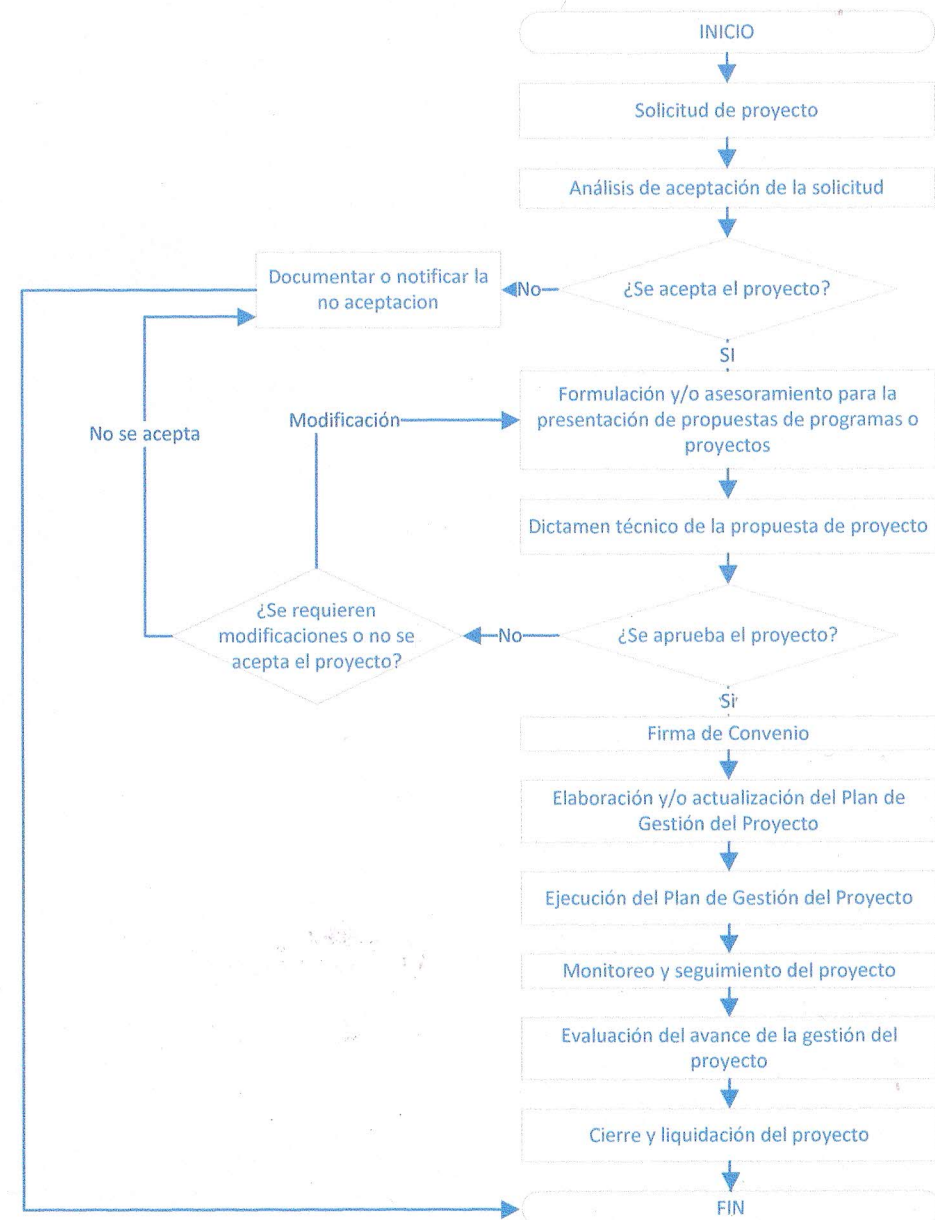 INICIO
Solicitud de proyecto
Análisis de aceptación de la solicitud
Documentar o notificar la
no aceptacion
No
¿Se acepta el proyecto?
SI
Formulación y/o asesoramiento para la
presentación de propuestas de programas o
proyectos
Modificación
No se acepta
Dictamen técnico de la propuesta de proyecto
¿Se requieren
modificaciones o no se
acepta el proyecto?
No
¿Se aprueba el proyecto?
Si
Firma de Convenio
Elaboración y/o actualización del Plan de
Gestión del Proyecto
Ejecución del Plan de Gestión del Proyecto
Monitoreo y seguimiento del proyecto
Evaluación del avance de la gestión del
proyecto
Cierre y liquidación del proyecto
FIN